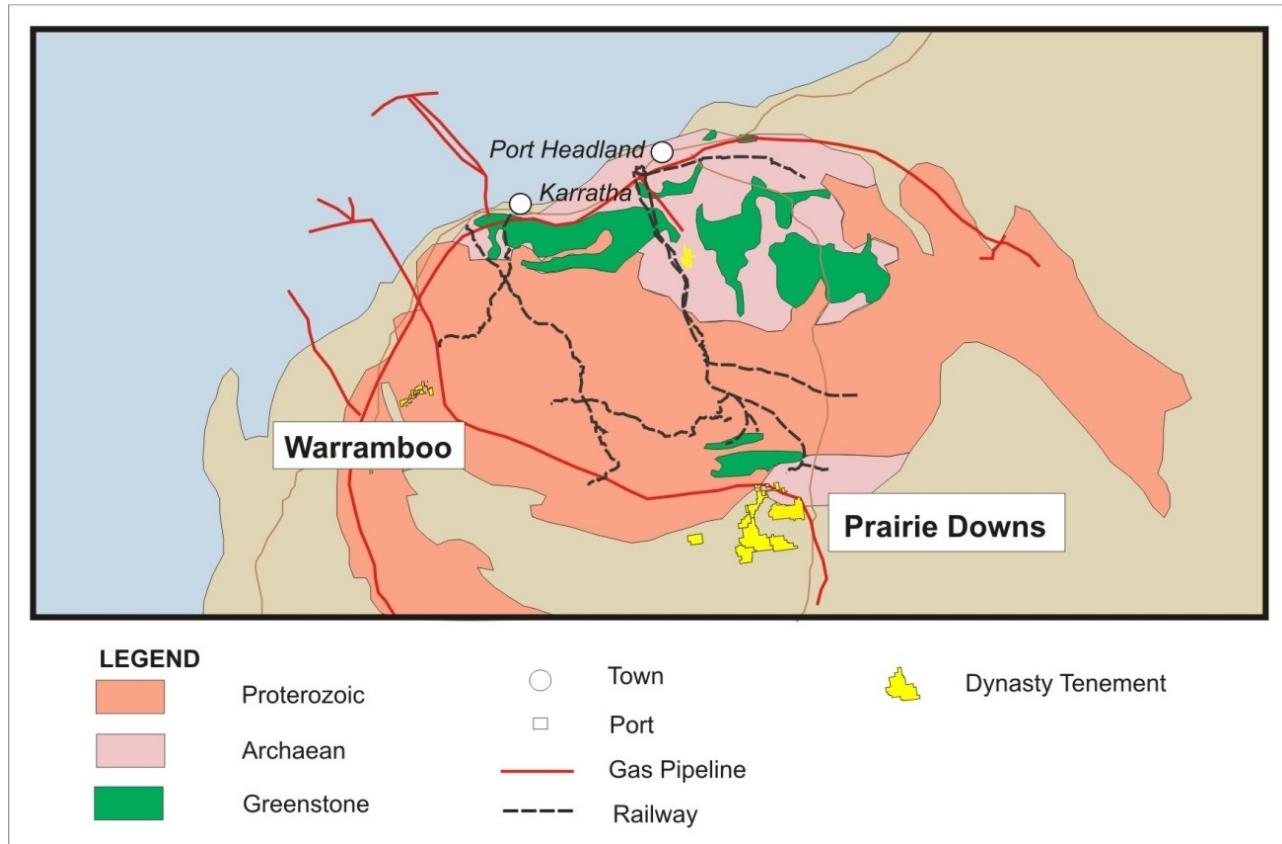 Port Headland
Karratha
Warramboo
Prairie Downs
LEGEND
Proterozoic
Archaean
Greenstone
Town
Port
Gas Pipeline
Railway
Dynasty Tenement